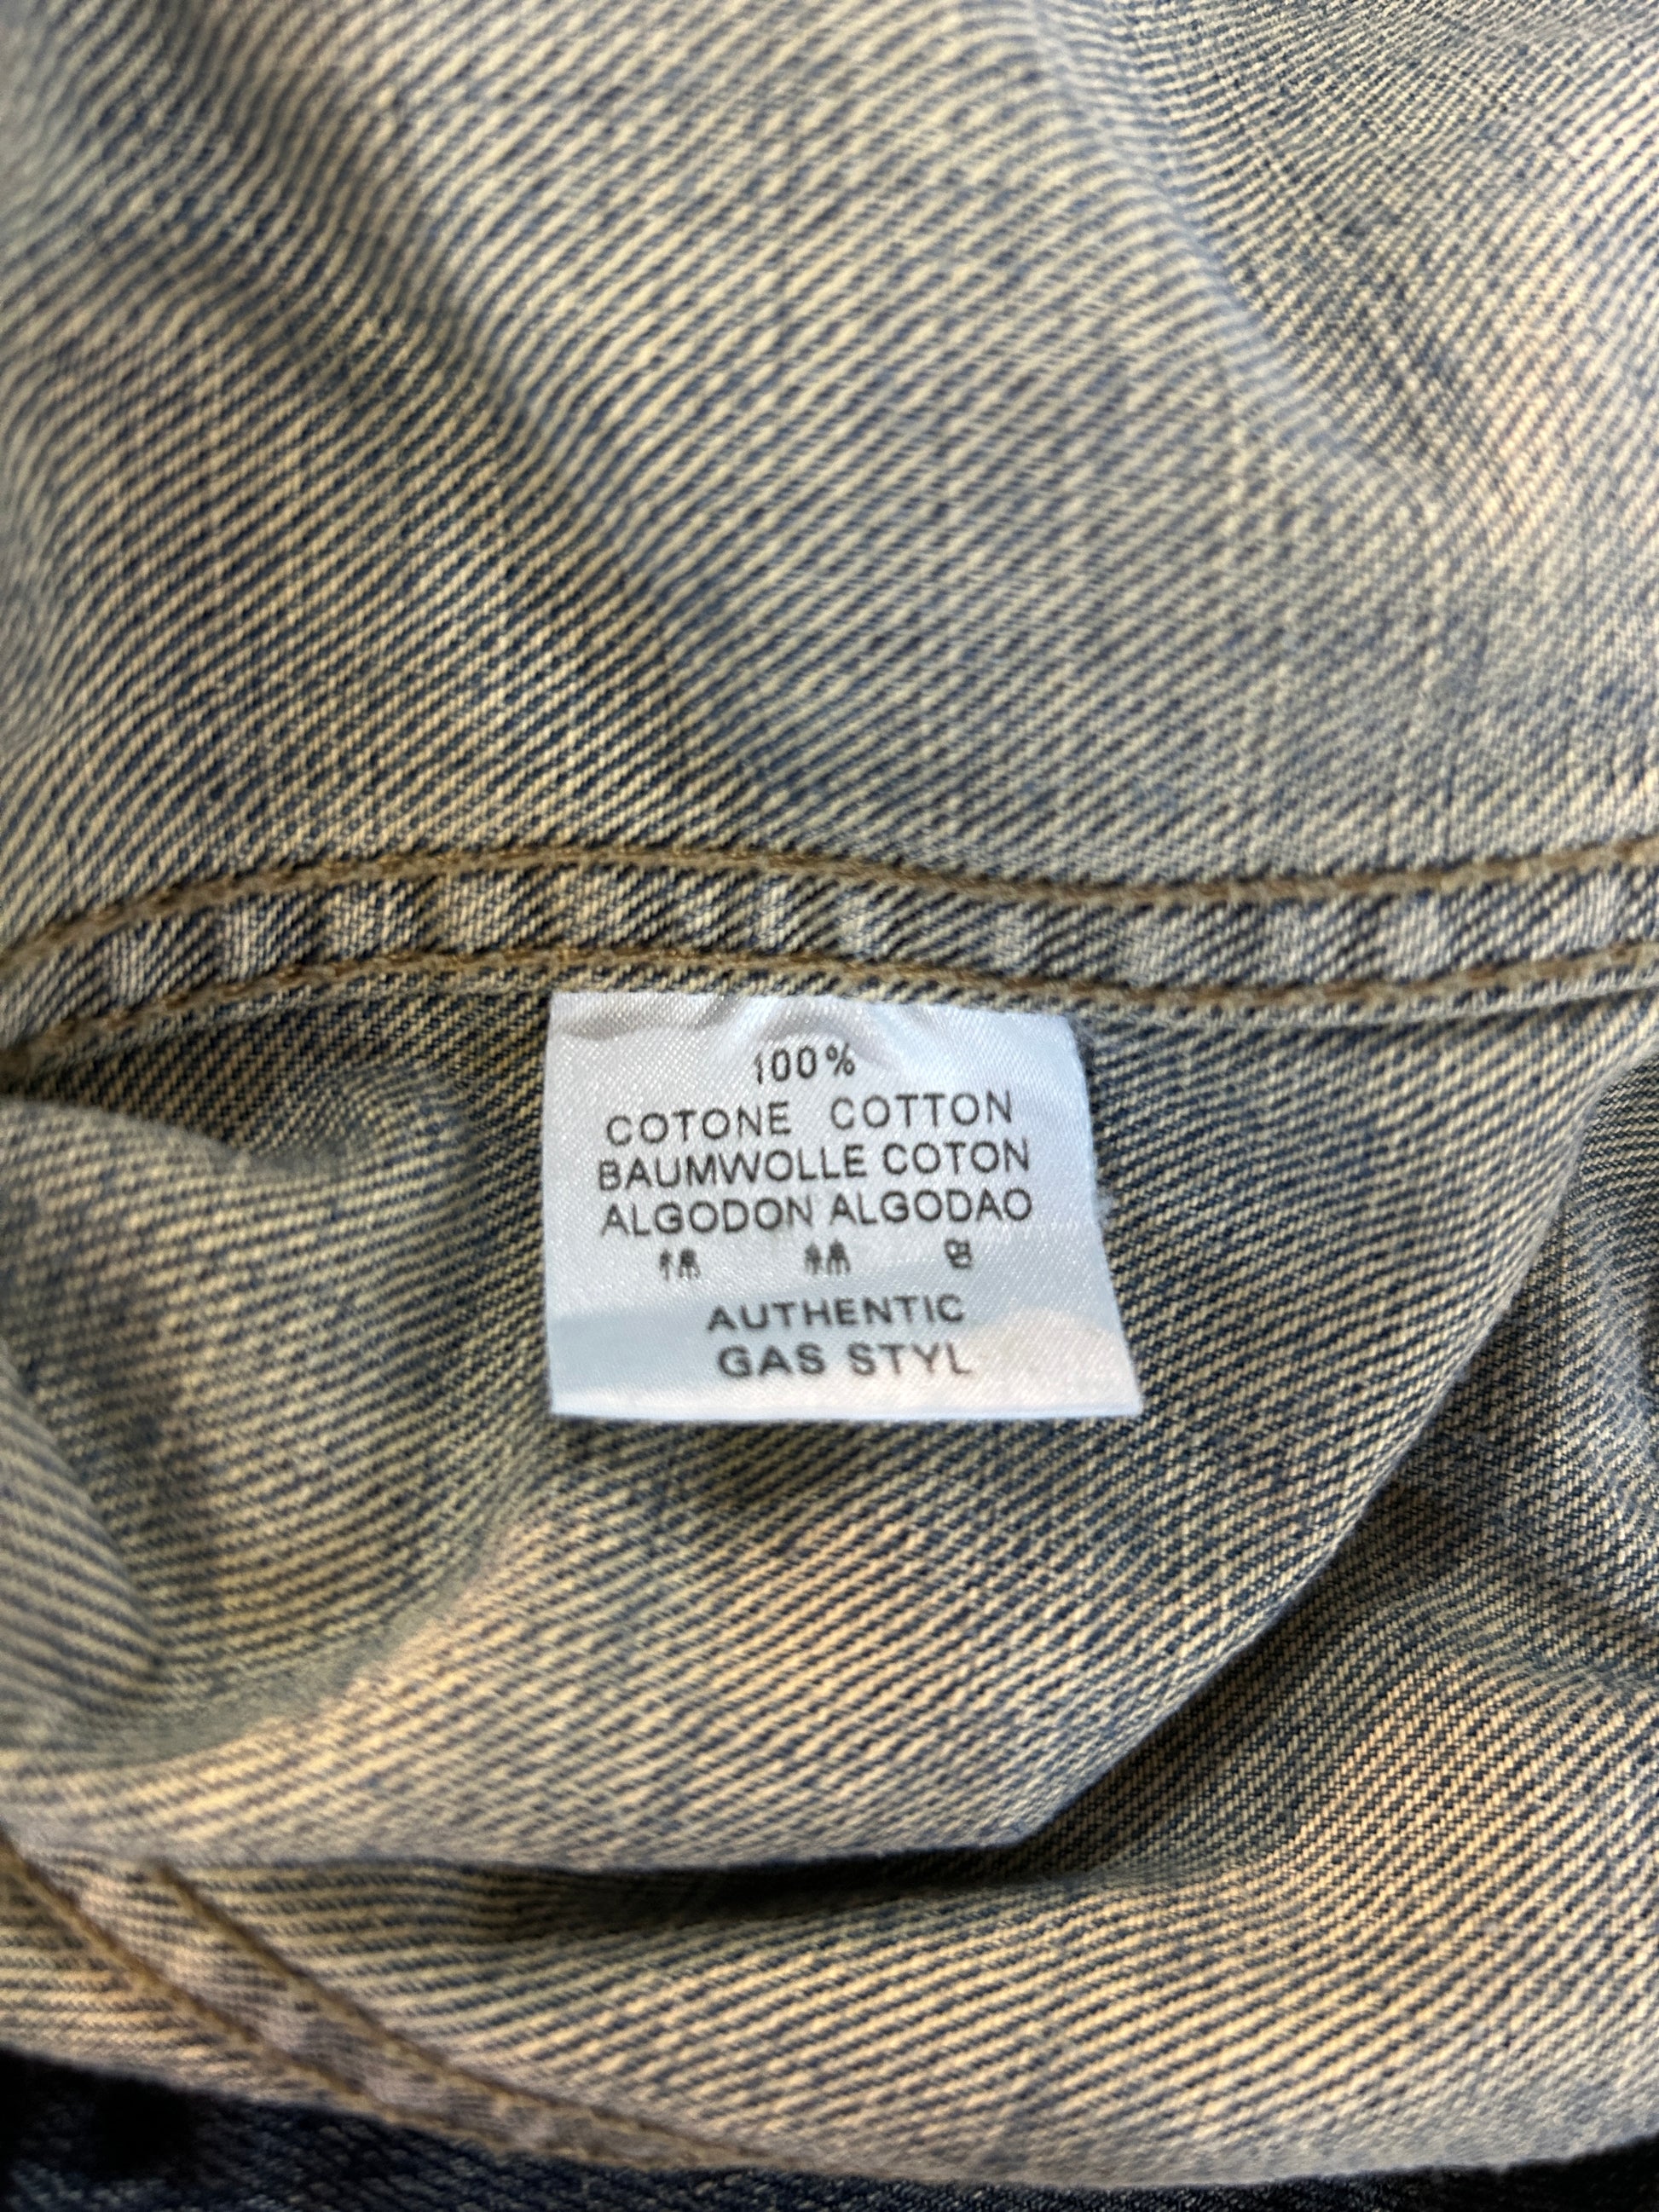 100%
COTONE COTTON
BAUMWOLLE COTON
ALGODON ALGODAO
AUTHENTIC
GAS STYL